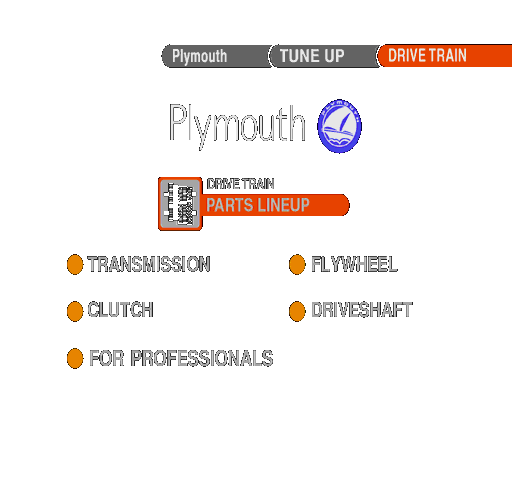 Plymouth TUNE UP DRIVE TRAIN
Plymouth
DRIVE TRAIN
PARTS LINEUP
TRANSMISSION FLYWHEEL
CLUTCH DRIVESHAFT
FOR PROFESSIONALS